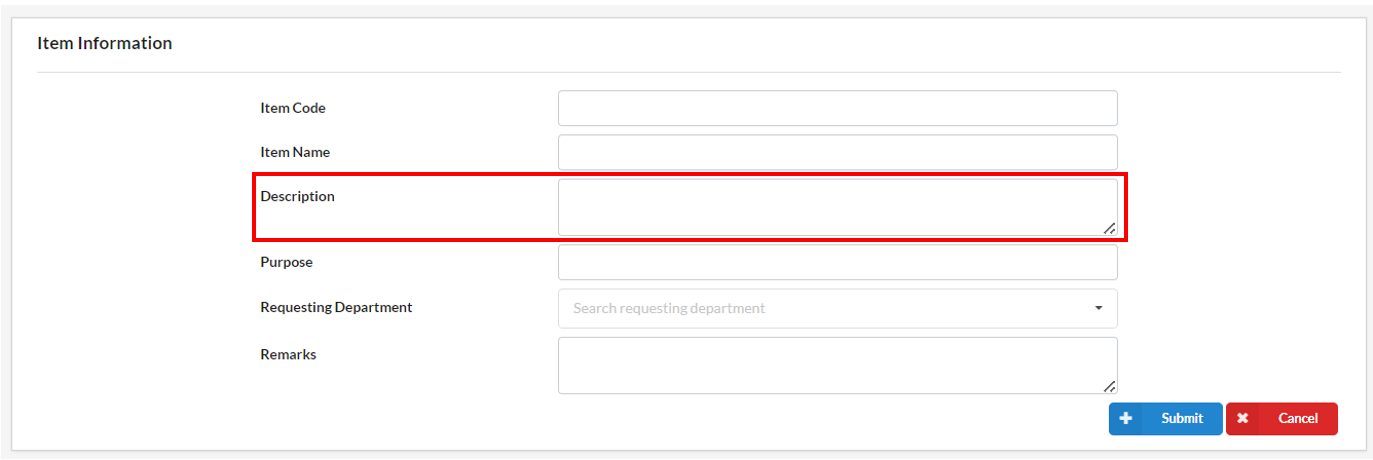 Item Information
Item Code
Item Name
Description
Purpose
Requesting Department
Search requesting department
Remarks
Submit
Cancel